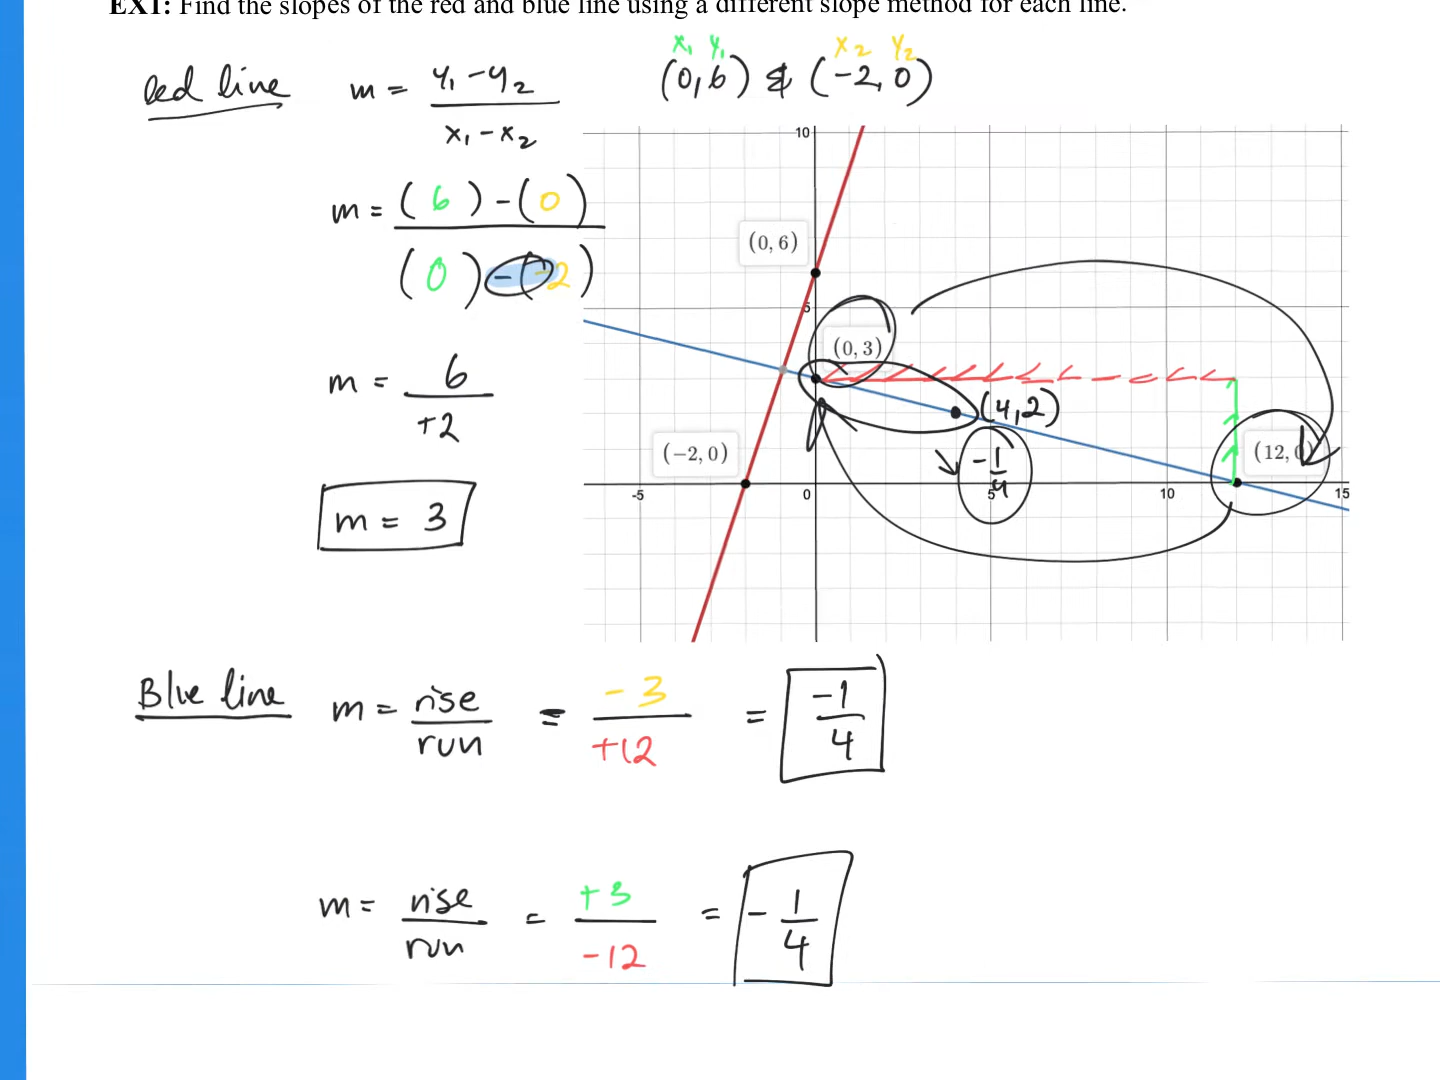 EX1: Find the slopes of the red and blue line using a different slope method for each line.
Red line m = y₁ - y₂ / x₁ - x₂
x₁ y₁ x₂ y₂
(0,6) & (-2,0)
m = (6) - (0) / (0) - (-2)
m = 6 / +2
m = 3
10
(0, 6)
5
(0, 3)
(4,2)
(-2, 0)
-1/4
(12, 0)
-5 0 5 10 15
Blue line m = rise / run = -3 / +12 = -1 / 4
m = rise / run = +3 / -12 = - 1 / 4